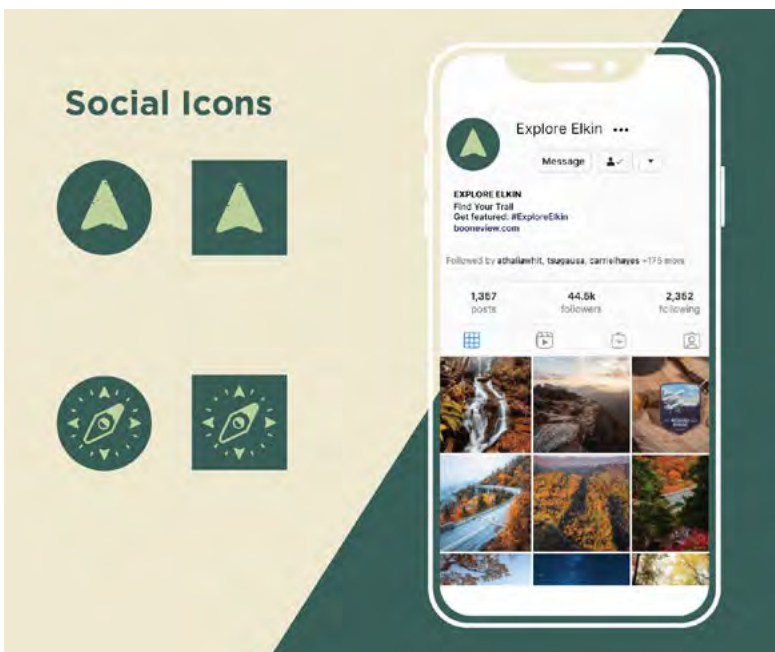 Social Icons
Explore Elkin •••
Message
EXPLORE ELKIN
Find Your Trail
Get featured: #ExploreElkin
booneview.com
Followed by athaliawhit, tsugausa, carrielhayes +175 more
1,357 44.5k 2,352
posts followers following